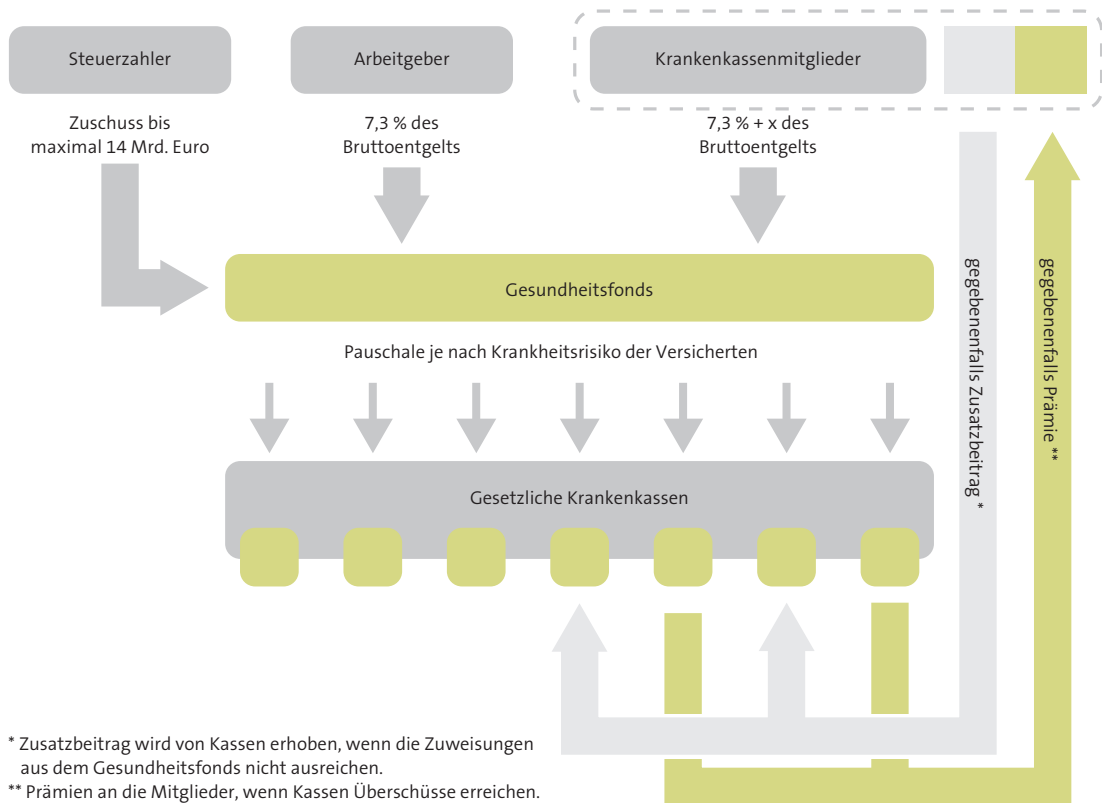 Steuerzahler
Arbeitgeber
Krankenkassenmitglieder
Zuschuss bis
maximal 14 Mrd. Euro
7,3 % des
Bruttoentgelts
7,3 % + x des
Bruttoentgelts
Gesundheitsfonds
Pauschale je nach Krankheitsrisiko der Versicherten
Gesetzliche Krankenkassen
gegebenenfalls Zusatzbeitrag *
gegebenenfalls Prämie **
* Zusatzbeitrag wird von Kassen erhoben, wenn die Zuweisungen
aus dem Gesundheitsfonds nicht ausreichen.
** Prämien an die Mitglieder, wenn Kassen Überschüsse erreichen.